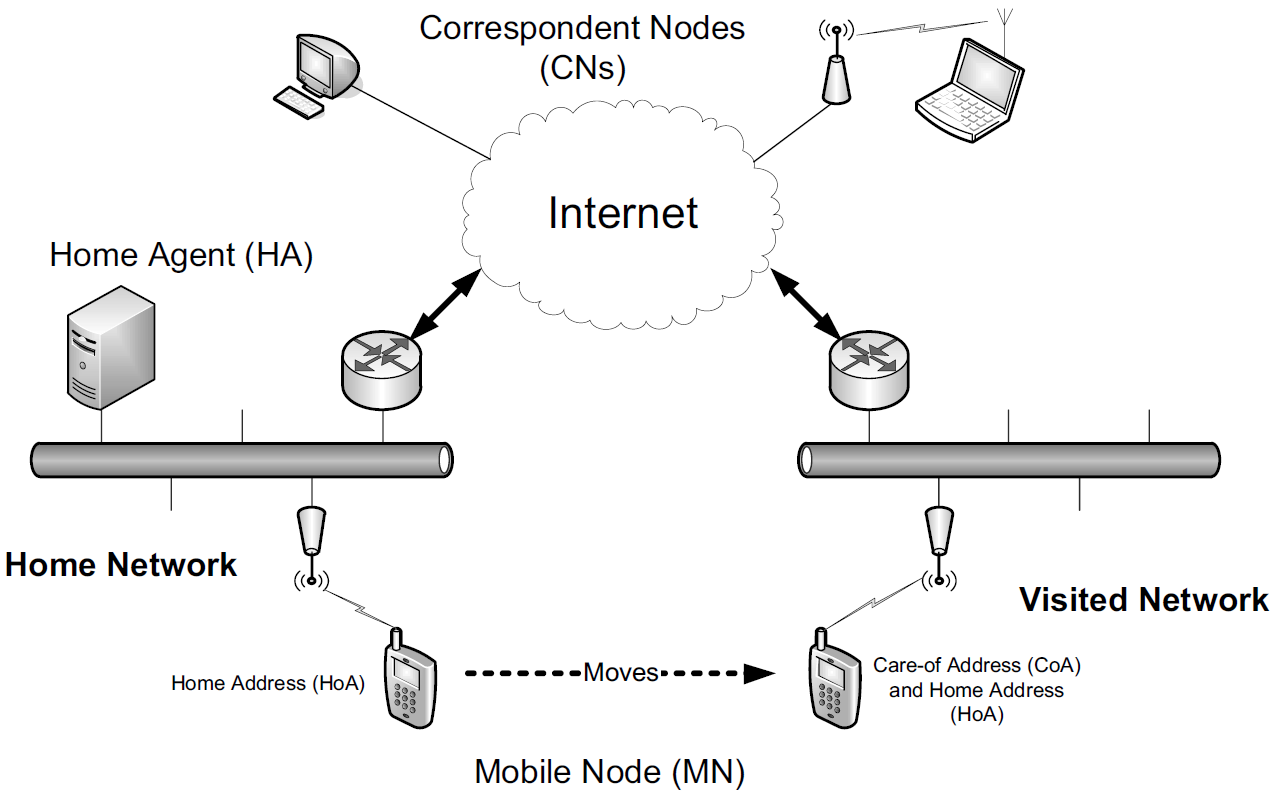 Correspondent Nodes
(CNs)
Internet
Home Agent (HA)
Home Network
Visited Network
Home Address (HoA)
Moves
Care-of Address (CoA)
and Home Address
(HoA)
Mobile Node (MN)